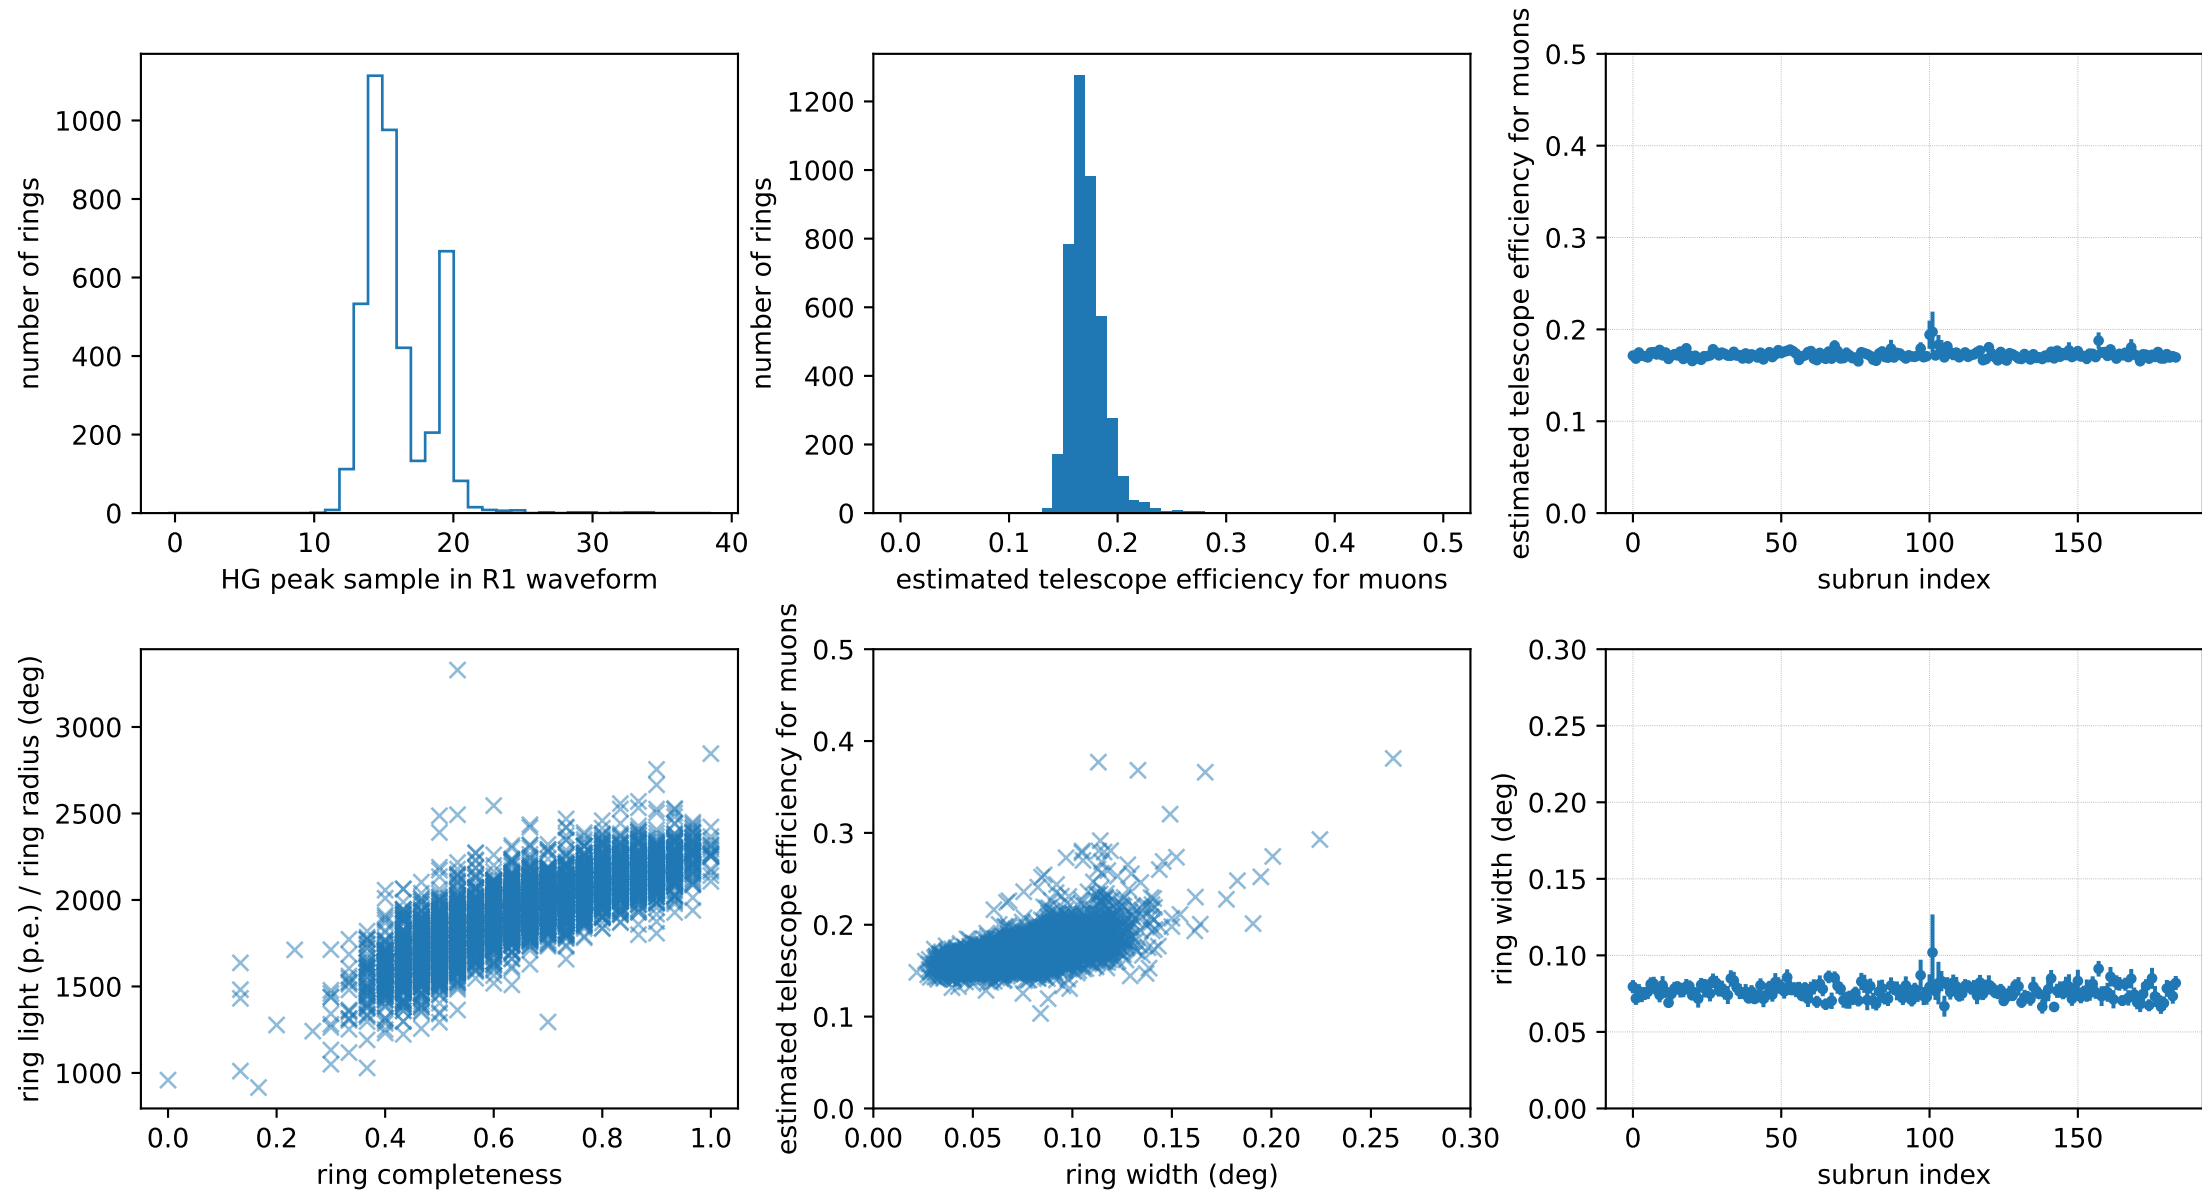 number of rings
1000
800
600
400
200
0
0 10 20 30 40
HG peak sample in R1 waveform
number of rings
1200
1000
800
600
400
200
0
0.0 0.1 0.2 0.3 0.4 0.5
estimated telescope efficiency for muons
estimated telescope efficiency for muons
0.5
0.4
0.3
0.2
0.1
0.0
0 50 100 150
subrun index
ring light (p.e.) / ring radius (deg)
3000
2500
2000
1500
1000
0.0 0.2 0.4 0.6 0.8 1.0
ring completeness
estimated telescope efficiency for muons
0.5
0.4
0.3
0.2
0.1
0.0
0.00 0.05 0.10 0.15 0.20 0.25 0.30
ring width (deg)
ring width (deg)
0.30
0.25
0.20
0.15
0.10
0.05
0.00
0 50 100 150
subrun index